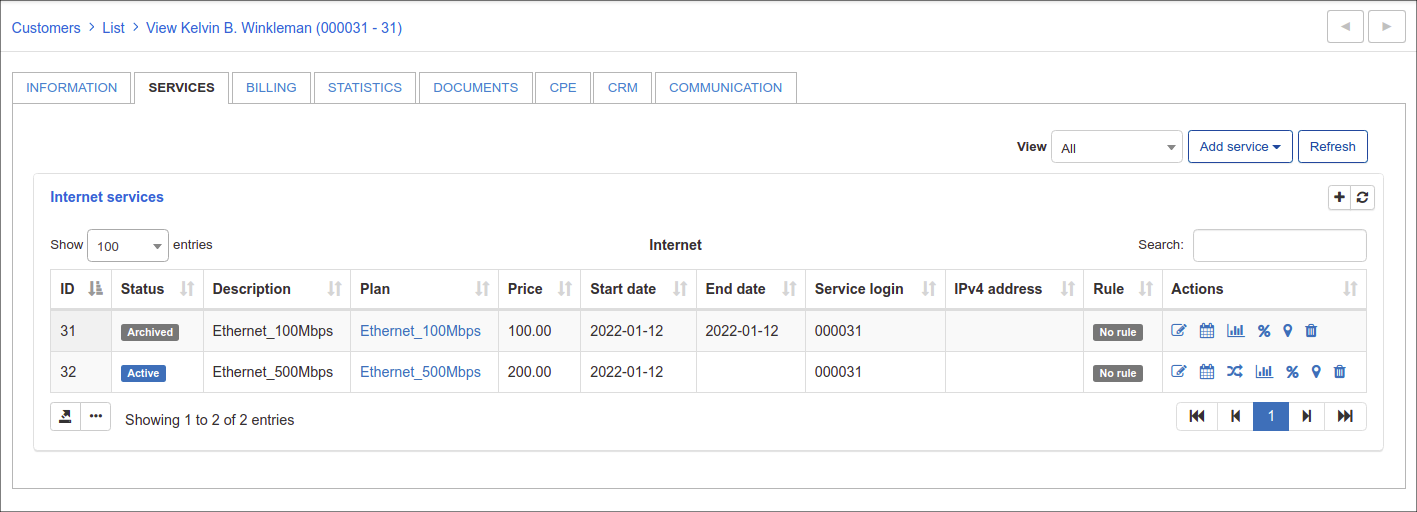 Customers > List > View Kelvin B. Winkleman (000031 - 31)
INFORMATION SERVICES BILLING STATISTICS DOCUMENTS CPE CRM COMMUNICATION
View All Add service Refresh
Internet services
Show 100 entries Internet Search:
ID Status Description Plan Price Start date End date Service login IPv4 address Rule Actions
31 Archived Ethernet_100Mbps Ethernet_100Mbps 100.00 2022-01-12 2022-01-12 000031 No rule
32 Active Ethernet_500Mbps Ethernet_500Mbps 200.00 2022-01-12 000031 No rule
Showing 1 to 2 of 2 entries 1